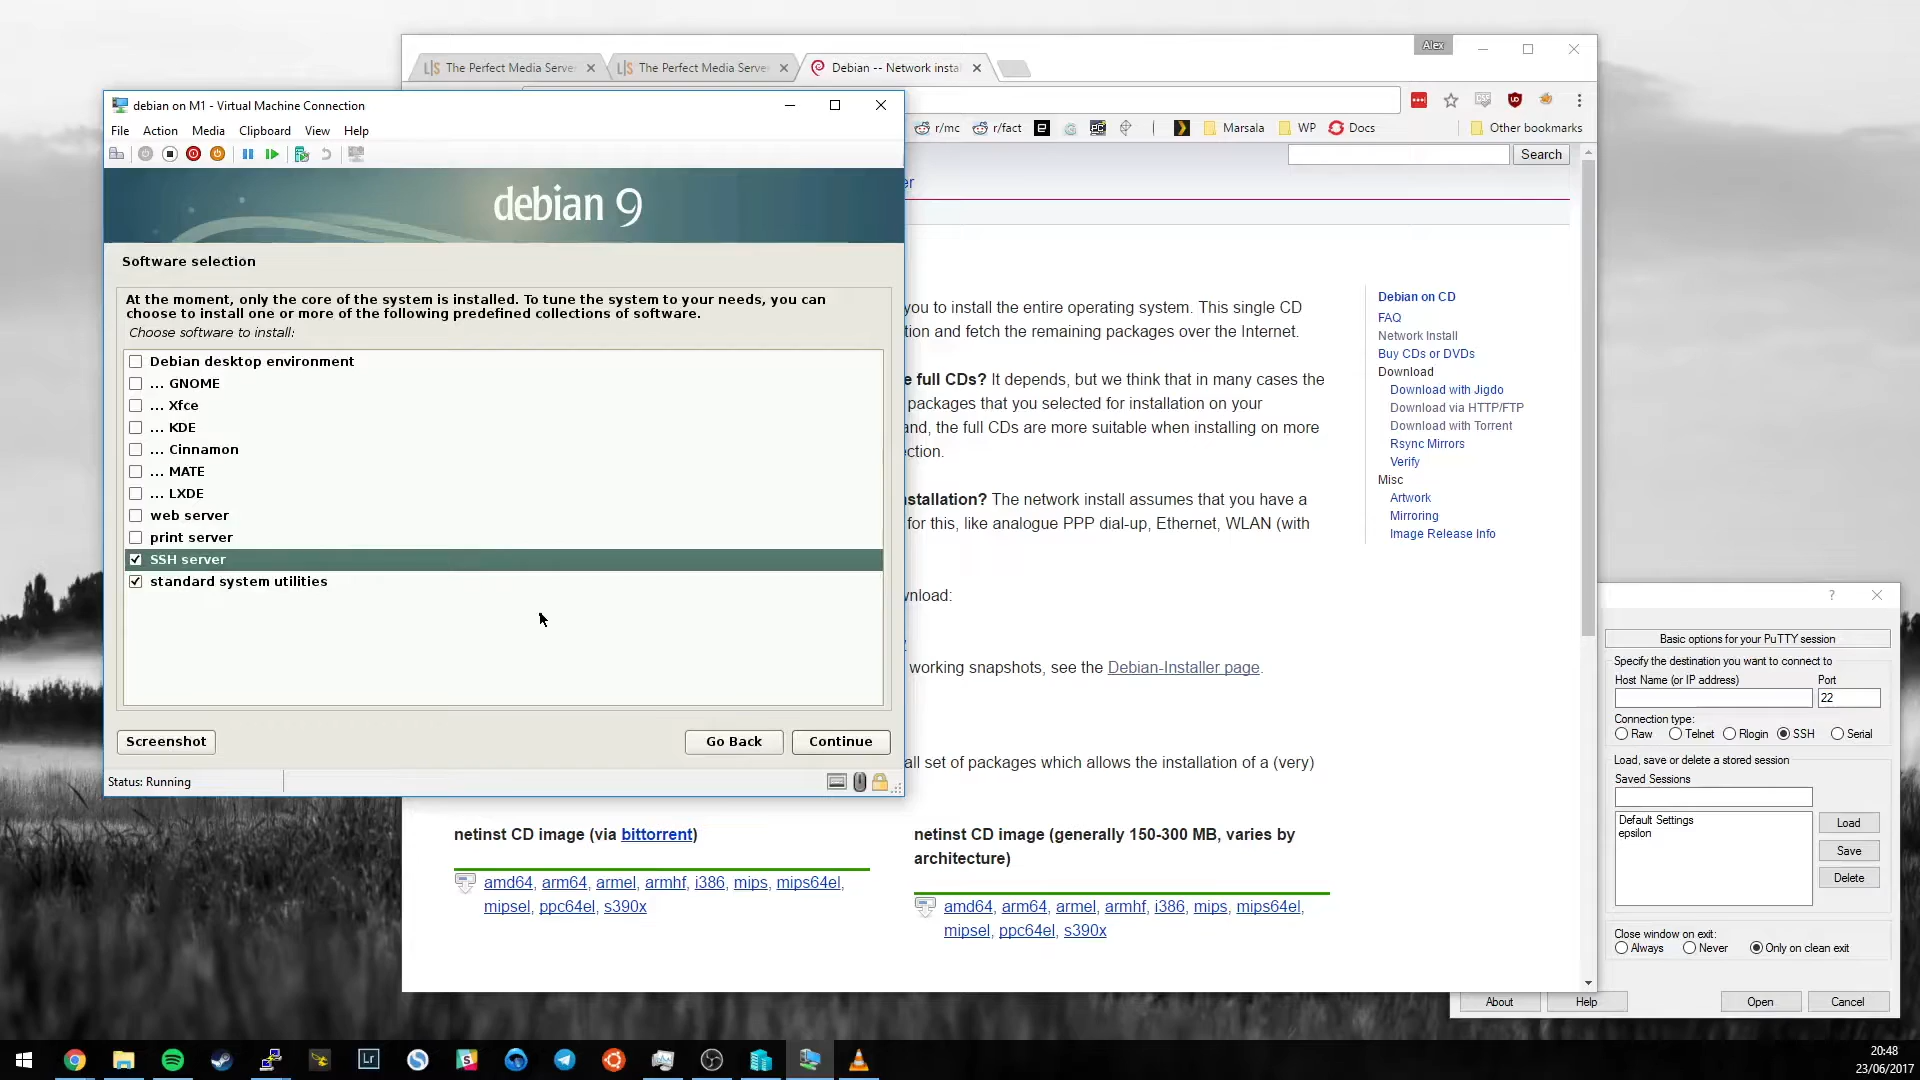 Alex
The Perfect Media Serve
The Perfect Media Serve
Debian -- Network insta
debian on M1 - Virtual Machine Connection
File Action Media Clipboard View Help
r/mc r/fact Marsala WP Docs Other bookmarks
Search
er
debian 9
Software selection
At the moment, only the core of the system is installed. To tune the system to your needs, you can
choose to install one or more of the following predefined collections of software.
Choose software to install:
Debian desktop environment
... GNOME
... Xfce
... KDE
... Cinnamon
... MATE
... LXDE
web server
print server
SSH server
standard system utilities
Screenshot
Go Back
Continue
Status: Running
you to install the entire operating system. This single CD
tion and fetch the remaining packages over the Internet.
e full CDs? It depends, but we think that in many cases the
packages that you selected for installation on your
and, the full CDs are more suitable when installing on more
ction.
stallation? The network install assumes that you have a
for this, like analogue PPP dial-up, Ethernet, WLAN (with
wnload:
working snapshots, see the Debian-Installer page.
all set of packages which allows the installation of a (very)
Debian on CD
FAQ
Network Install
Buy CDs or DVDs
Download
Download with Jigdo
Download via HTTP/FTP
Download with Torrent
Rsync Mirrors
Verify
Misc
Artwork
Mirroring
Image Release Info
netinst CD image (via bittorrent)
amd64, arm64, armel, armhf, i386, mips, mips64el,
mipsel, ppc64el, s390x
netinst CD image (generally 150-300 MB, varies by
architecture)
amd64, arm64, armel, armhf, i386, mips, mips64el,
mipsel, ppc64el, s390x
Basic options for your PuTTY session
Specify the destination you want to connect to
Host Name (or IP address) Port
22
Connection type:
Raw Telnet Rlogin SSH Serial
Load, save or delete a stored session
Saved Sessions
Default Settings
epsilon
Load
Save
Delete
Close window on exit:
Always Never Only on clean exit
About
Help
Open
Cancel
Lr
20:48
23/06/2017